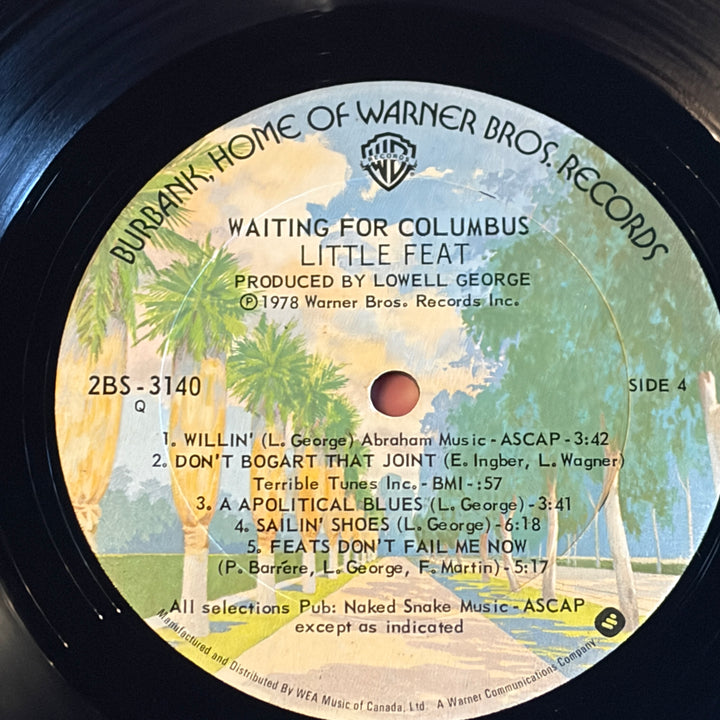 BURBANK, HOME OF WARNER BROS. RECORDS
WB
RECORDS
WAITING FOR COLUMBUS
LITTLE FEAT
PRODUCED BY LOWELL GEORGE
Ⓟ1978 Warner Bros. Records Inc.
2BS-3140
Q
SIDE 4
1. WILLIN' (L. George) Abraham Music - ASCAP - 3:42
2. DON'T BOGART THAT JOINT (E. Ingber, L. Wagner)
Terrible Tunes Inc. - BMI - :57
3. A APOLITICAL BLUES (L. George) - 3:41
4. SAILIN' SHOES (L. George) - 6:18
5. FEATS DON'T FAIL ME NOW
(P. Barrére, L. George, F. Martin) - 5:17
All selections Pub: Naked Snake Music - ASCAP
except as indicated
Manufactured and Distributed By WEA Music of Canada, Ltd. A Warner Communications Company